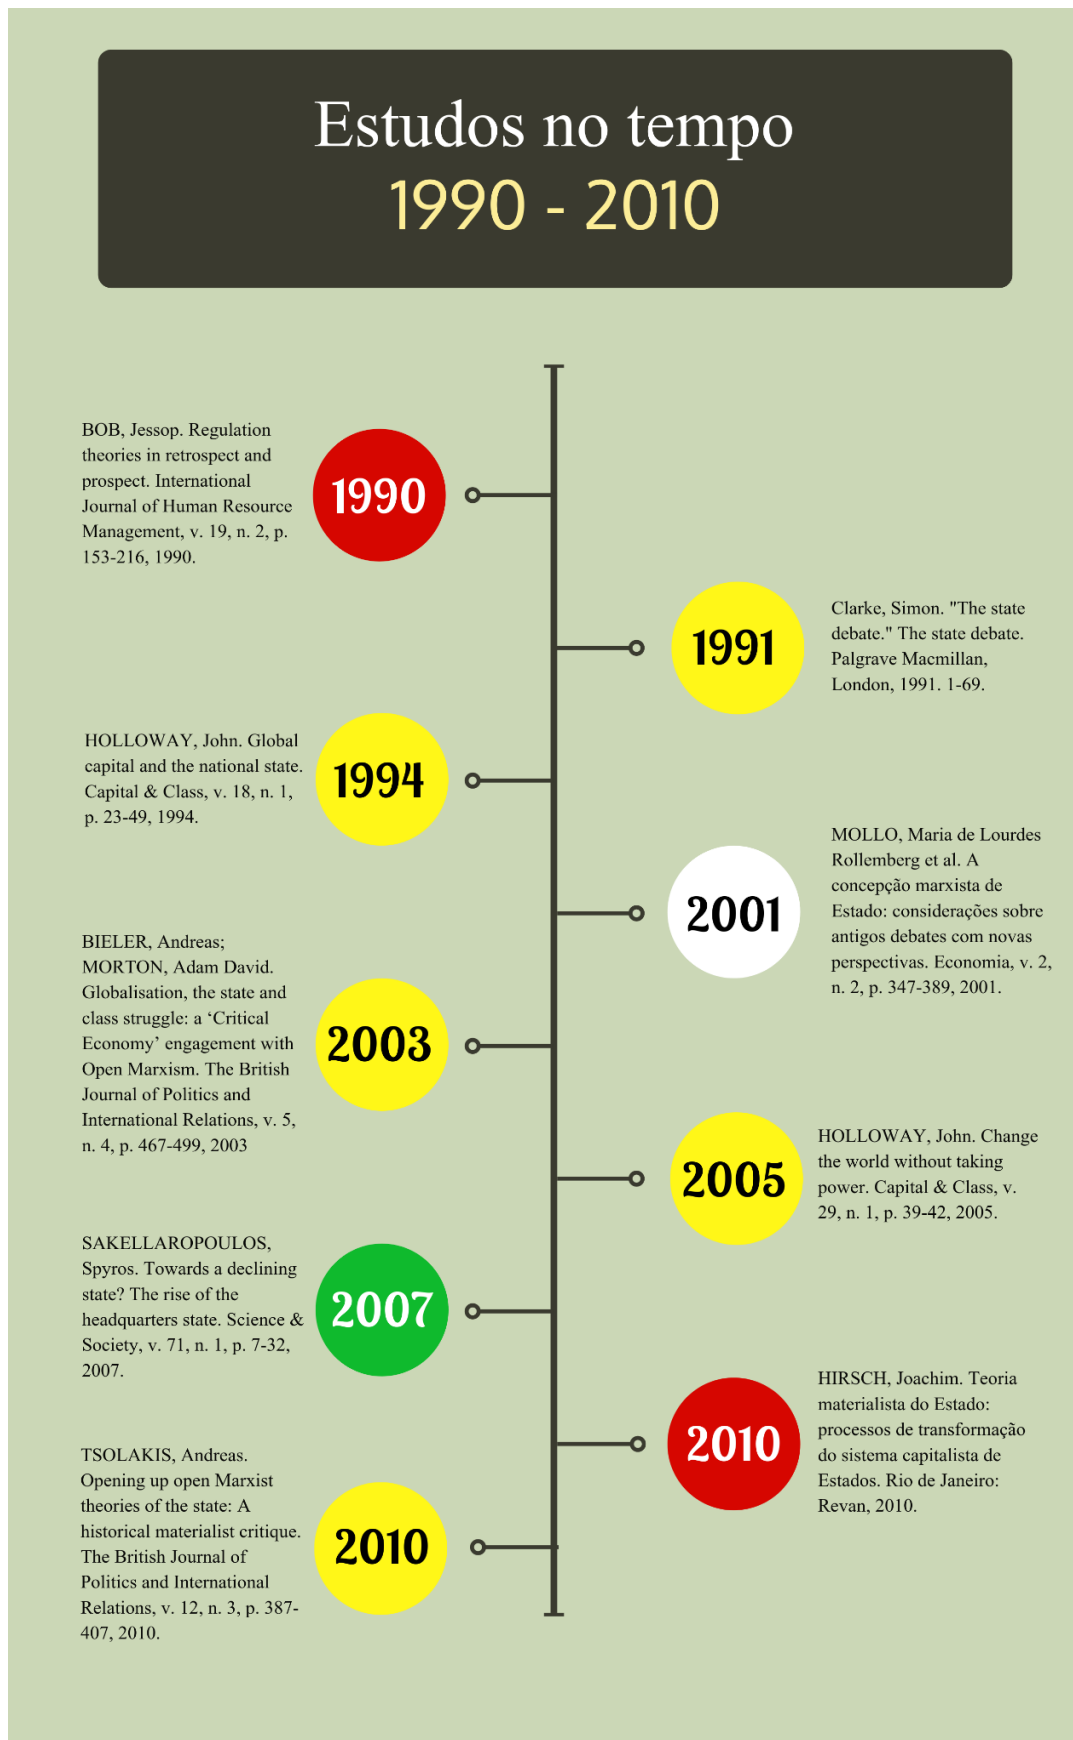 Estudos no tempo
1990 - 2010
BOB, Jessop. Regulation
theories in retrospect and
prospect. International
Journal of Human Resource
Management, v. 19, n. 2, p.
153-216, 1990.
1990
1991
Clarke, Simon. "The state
debate." The state debate.
Palgrave Macmillan,
London, 1991. 1-69.
HOLLOWAY, John. Global
capital and the national state.
Capital & Class, v. 18, n. 1,
p. 23-49, 1994.
1994
2001
MOLLO, Maria de Lourdes
Rollemberg et al. A
concepção marxista de
Estado: considerações sobre
antigos debates com novas
perspectivas. Economia, v. 2,
n. 2, p. 347-389, 2001.
BIELER, Andreas;
MORTON, Adam David.
Globalisation, the state and
class struggle: a ‘Critical
Economy’ engagement with
Open Marxism. The British
Journal of Politics and
International Relations, v. 5,
n. 4, p. 467-499, 2003
2003
2005
HOLLOWAY, John. Change
the world without taking
power. Capital & Class, v.
29, n. 1, p. 39-42, 2005.
SAKELLAROPOULOS,
Spyros. Towards a declining
state? The rise of the
headquarters state. Science &
Society, v. 71, n. 1, p. 7-32,
2007.
2007
2010
HIRSCH, Joachim. Teoria
materialista do Estado:
processos de transformação
do sistema capitalista de
Estados. Rio de Janeiro:
Revan, 2010.
TSOLAKIS, Andreas.
Opening up open Marxist
theories of the state: A
historical materialist critique.
The British Journal of
Politics and International
Relations, v. 12, n. 3, p. 387-
407, 2010.
2010